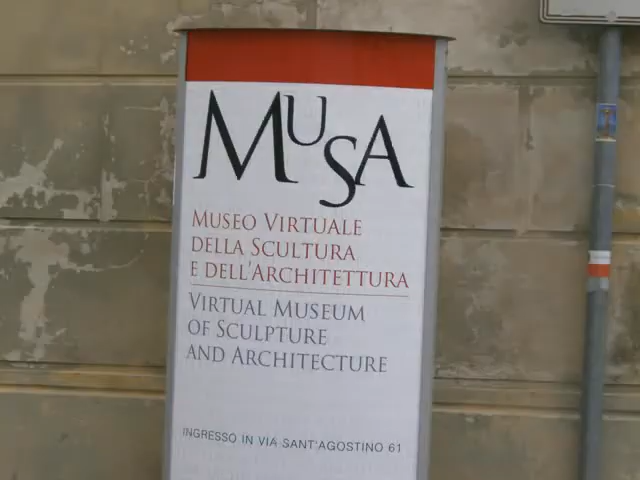 MUSA
MUSEO VIRTUALE
DELLA SCULTURA
E DELL'ARCHITETTURA
VIRTUAL MUSEUM
OF SCULPTURE
AND ARCHITECTURE
INGRESSO IN VIA SANT'AGOSTINO 61